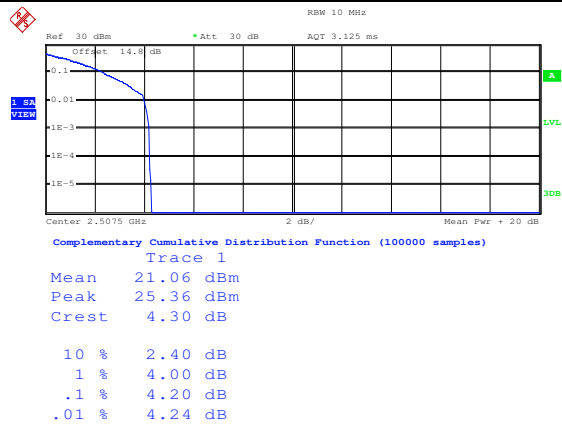 R S
RBW 10 MHz
Ref 30 dBm * Att 30 dB AQT 3.125 ms
Offset 14.8 dB
0.1
A
0.01
1 SA
VIEW
1E-3
LVL
1E-4
1E-5
3DB
Center 2.5075 GHz 2 dB/ Mean Pwr + 20 dB
Complementary Cumulative Distribution Function (100000 samples)
Trace 1
Mean 21.06 dBm
Peak 25.36 dBm
Crest 4.30 dB
10 % 2.40 dB
1 % 4.00 dB
.1 % 4.20 dB
.01 % 4.24 dB